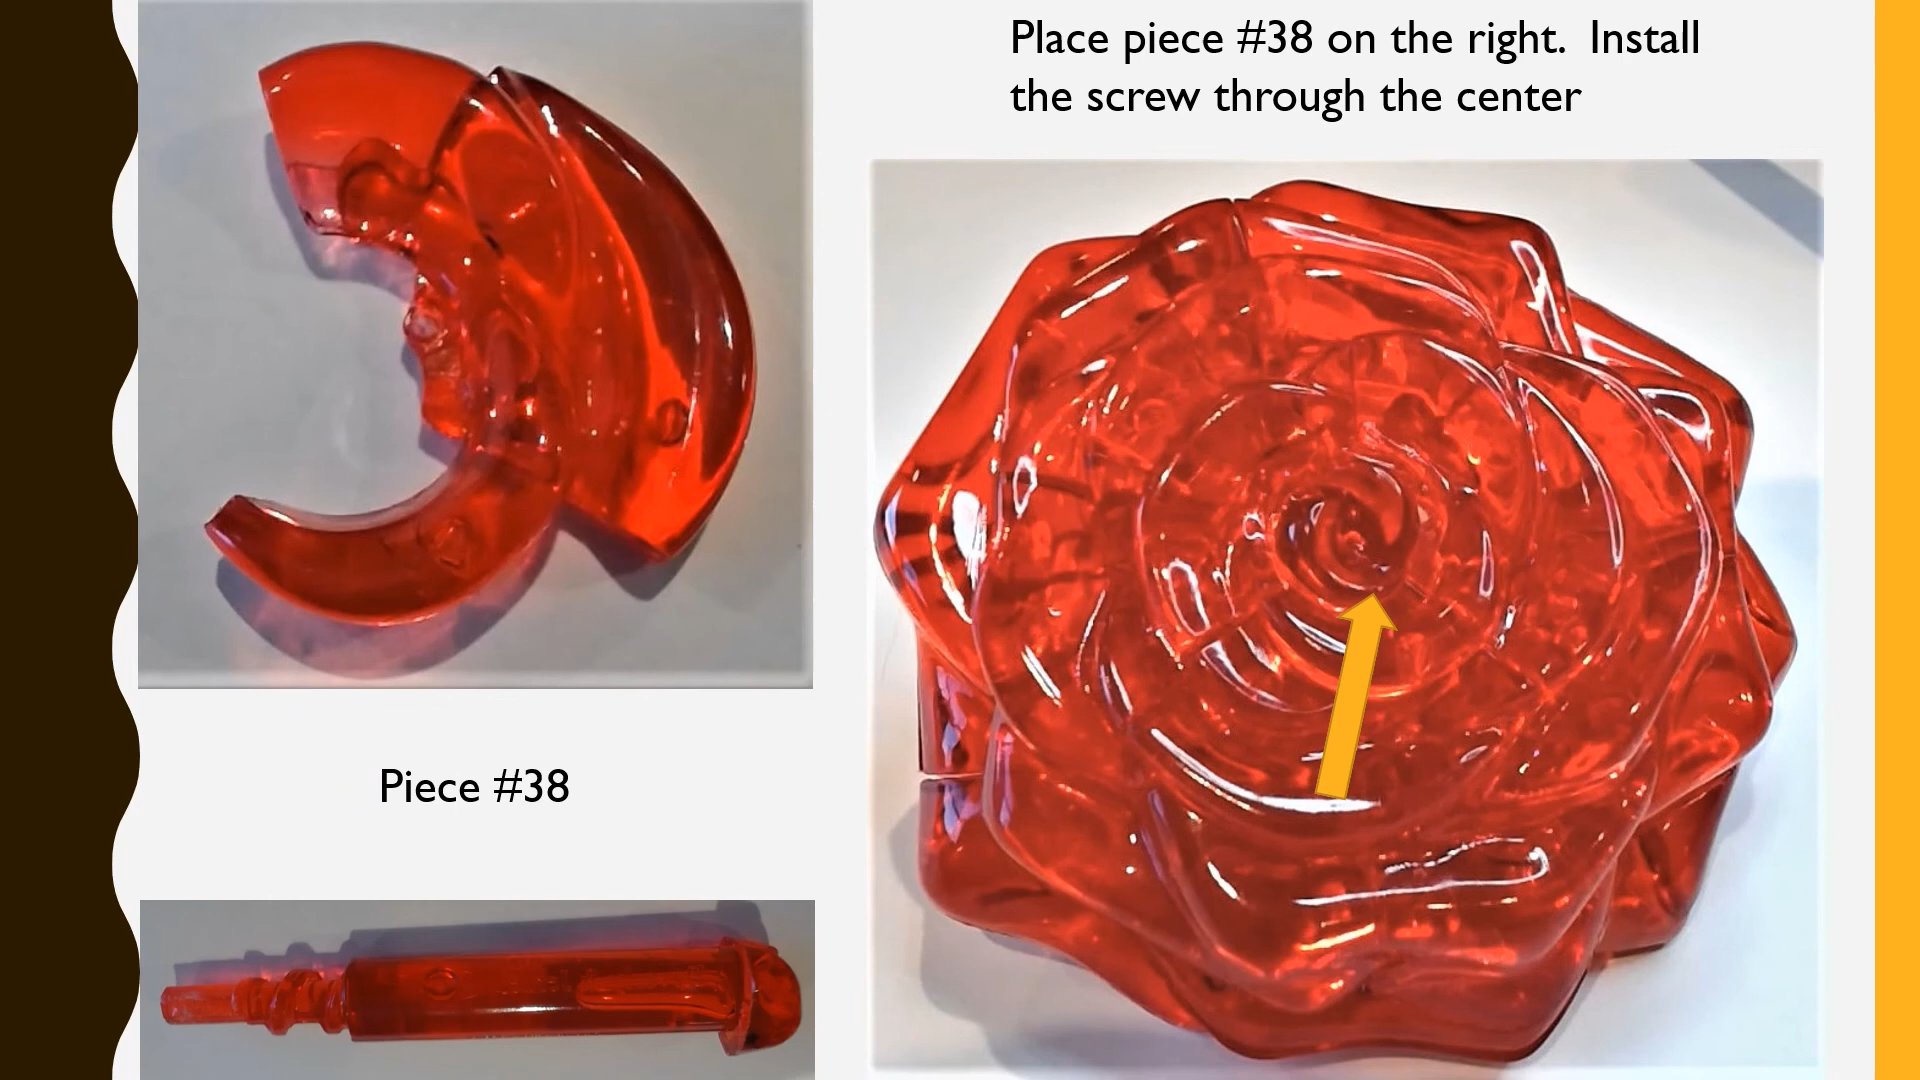 Place piece #38 on the right.  Install
the screw through the center
Piece #38